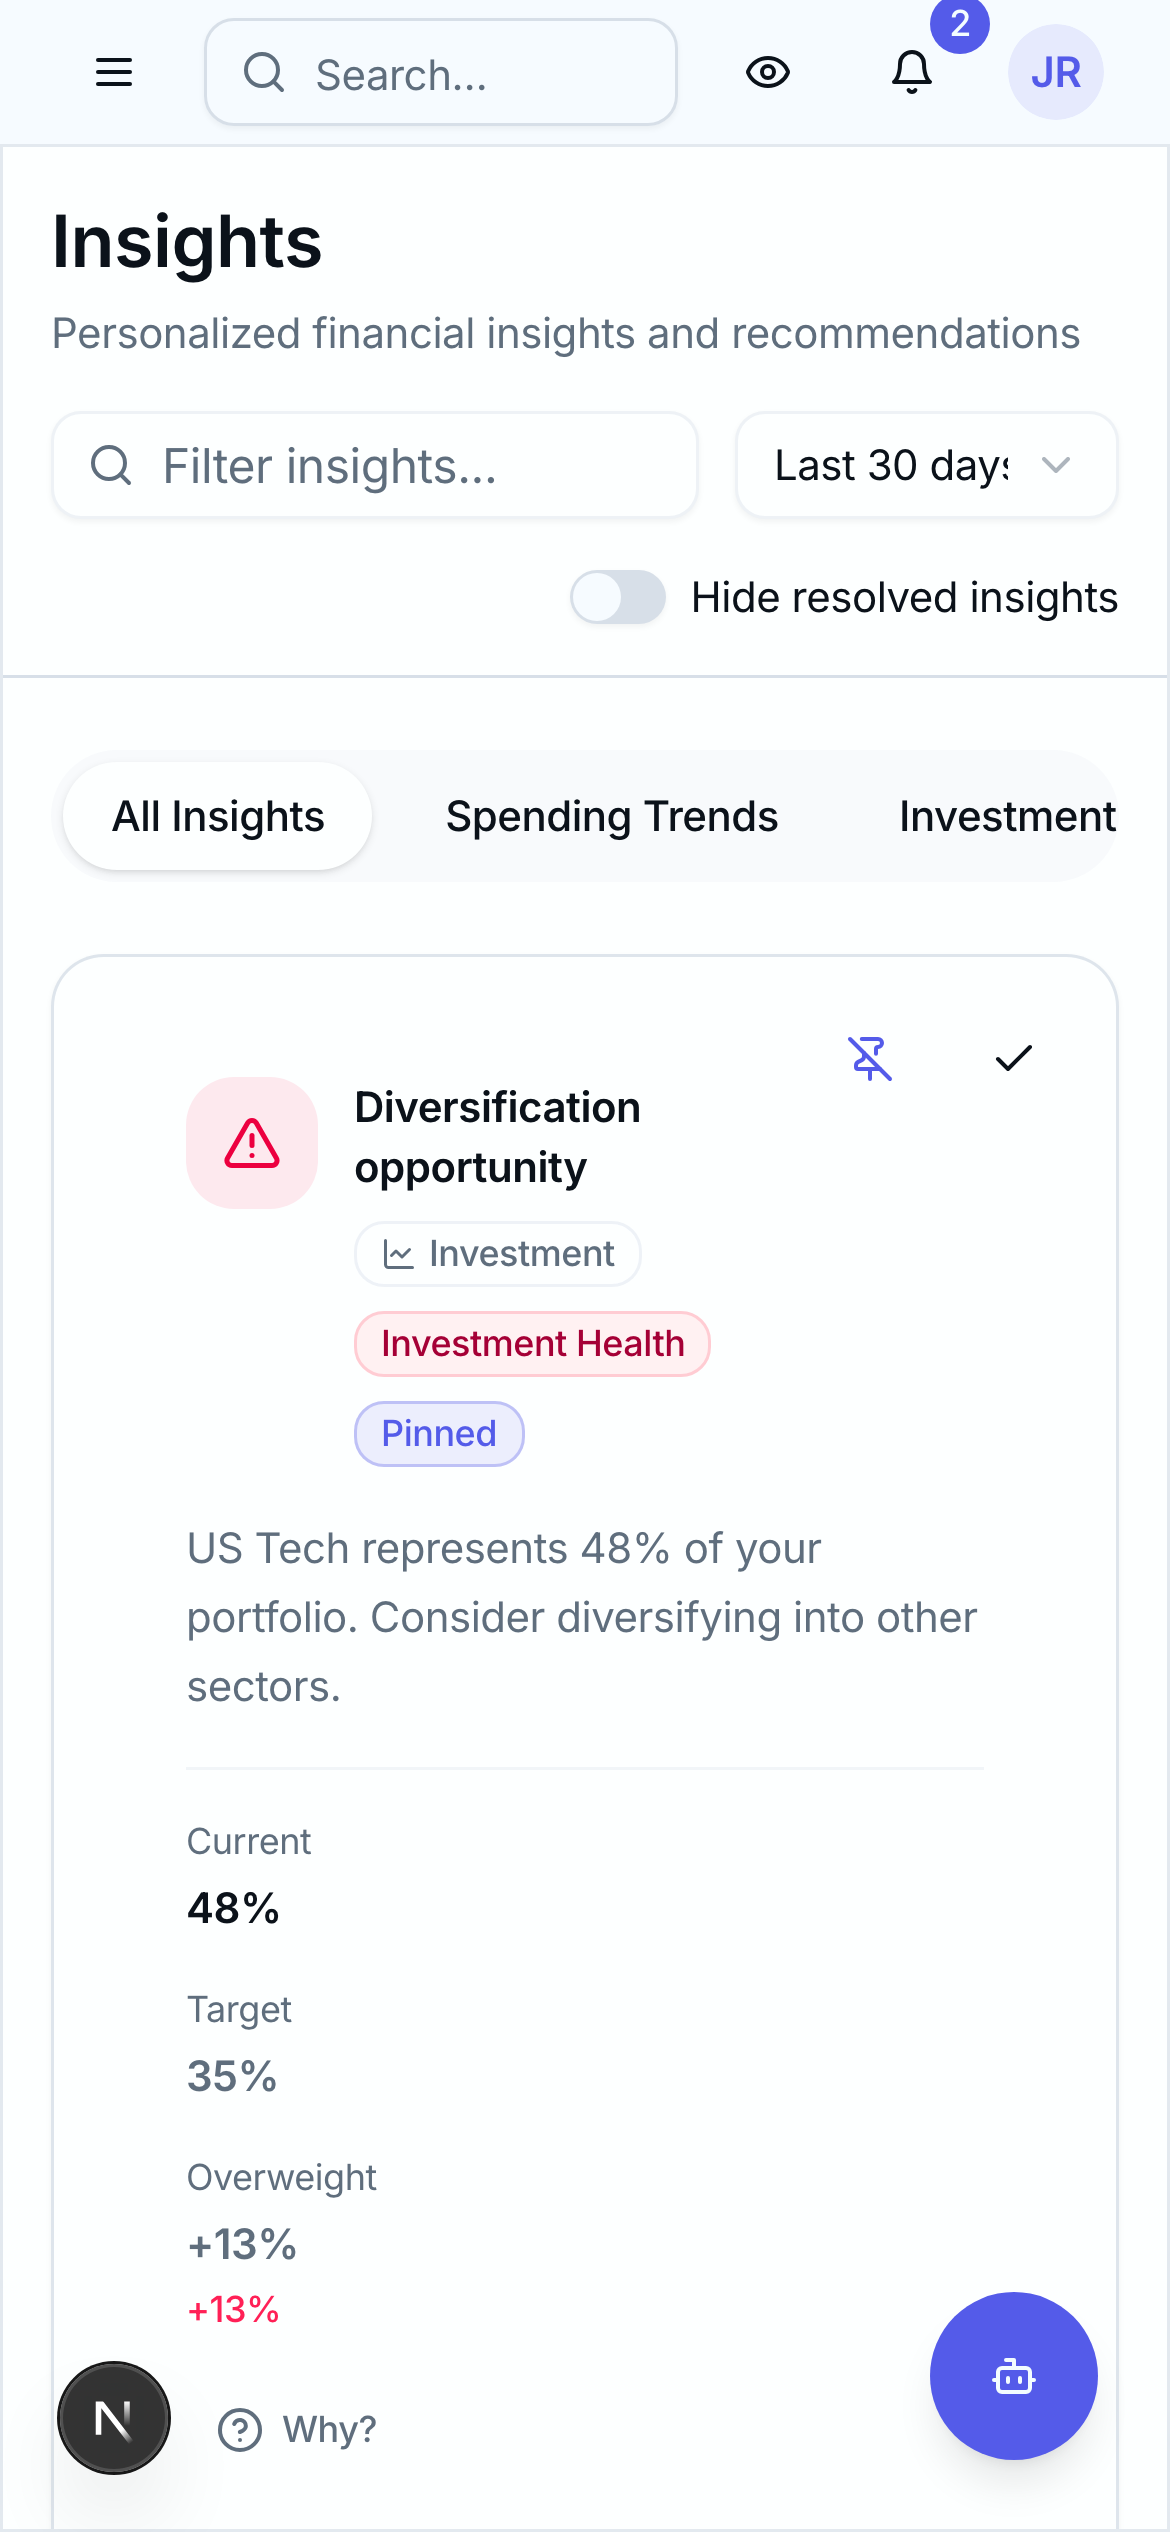 Search...
2
JR
Insights
Personalized financial insights and recommendations
Filter insights...
Last 30 days
Hide resolved insights
All Insights
Spending Trends
Investment
Diversification
opportunity
Investment
Investment Health
Pinned
US Tech represents 48% of your
portfolio. Consider diversifying into other
sectors.
Current
48%
Target
35%
Overweight
+13%
+13%
N
Why?